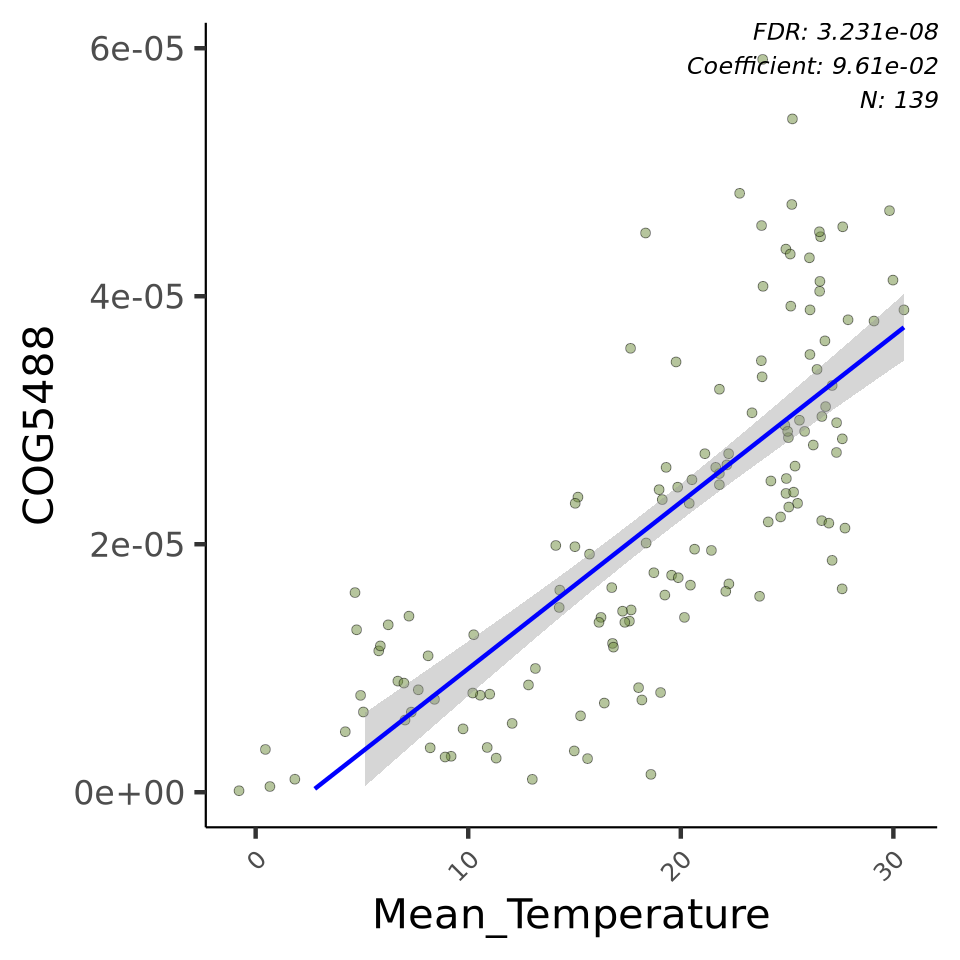 FDR: 3.231e-08
Coefficient: 9.61e-02
N: 139
6e-05
4e-05
2e-05
0e+00
COG5488
0
10
20
30
Mean_Temperature